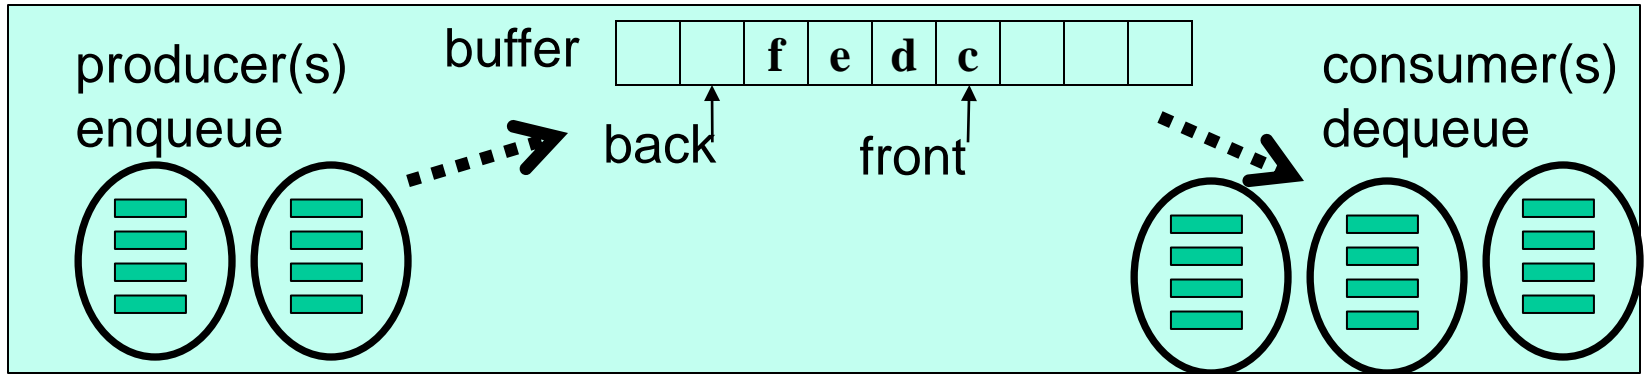 producer(s)
enqueue
buffer
f e d c
back
front
consumer(s)
dequeue